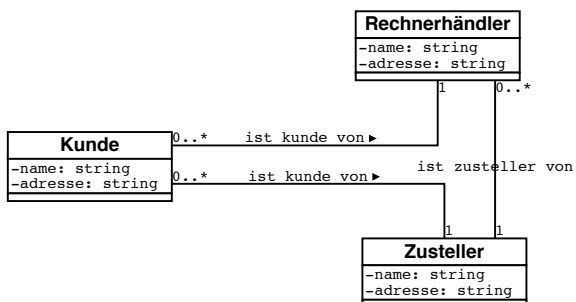 Rechnerhändler
-name: string
-adresse: string
1
0..*
0..* ist kunde von ▶
Kunde
-name: string
-adresse: string
0..* ist kunde von ▶
ist zusteller von
1
1
Zusteller
-name: string
-adresse: string